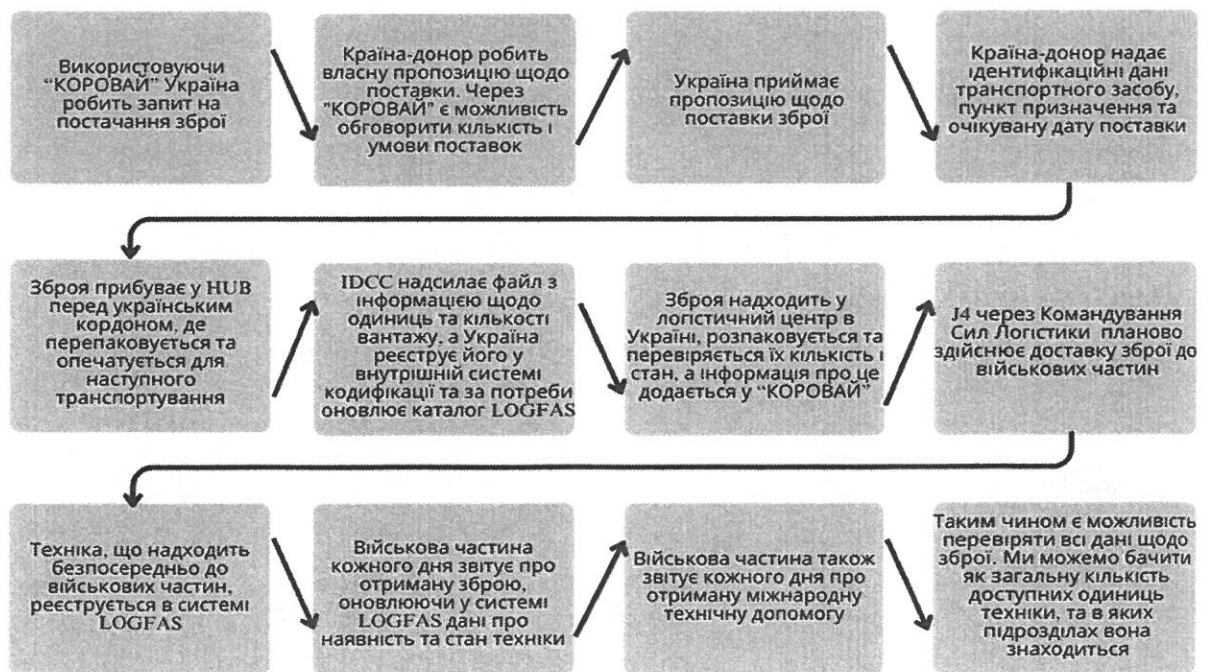 Використовуючи
“КОРОВАЙ” Україна
робить запит на
постачання зброї
Країна-донор робить
власну пропозицію щодо
поставки. Через
"КОРОВАЙ" є можливість
обговорити кількість і
умови поставок
Україна приймає
пропозицію щодо
поставки зброї
Країна-донор надає
ідентифікаційні дані
транспортного засобу,
пункт призначення та
очікувану дату поставки
Зброя прибуває у HUB
перед українським
кордоном, де
перепаковується та
опечатується для
наступного
транспортування
IDCC надсилає файл з
інформацією щодо
одиниць та кількості
вантажу, а Україна
реєструє його у
внутрішній системі
кодифікації та за потреби
оновлює каталог LOGFAS
Зброя надходить у
логістичний центр в
Україні, розпаковується та
перевіряється їх кількість і
стан, а інформація про це
додається у “КОРОВАЙ”
J4 через Командування
Сил Логістики планово
здійснює доставку зброї до
військових частин
Техніка, що надходить
безпосередньо до
військових частин,
реєструється в системі
LOGFAS
Військова частина
кожного дня звітує про
отриману зброю,
оновлюючи у системі
LOGFAS дані про
наявність та стан техніки
Військова частина також
звітує кожного дня про
отриману міжнародну
технічну допомогу
Таким чином є можливість
перевіряти всі дані щодо
зброї. Ми можемо бачити
як загальну кількість
доступних одиниць
техніки, та в яких
підрозділах вона
знаходиться